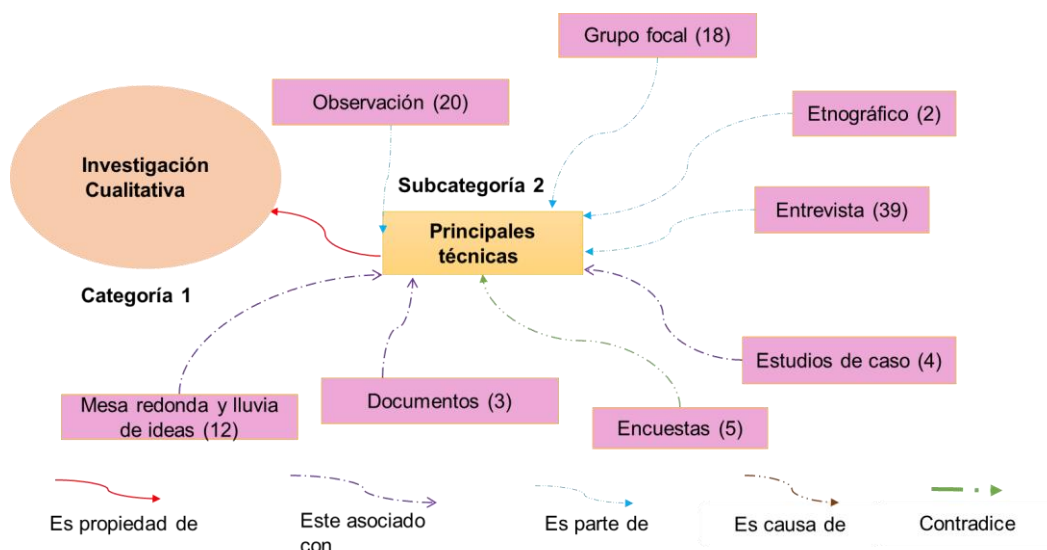 Grupo focal (18)
Observación (20)
Etnográfico (2)
Investigación
Cualitativa
Subcategoría 2
Entrevista (39)
Principales
técnicas
Categoría 1
Estudios de caso (4)
Mesa redonda y lluvia
de ideas (12)
Documentos (3)
Encuestas (5)
Es propiedad de
Este asociado
con
Es parte de
Es causa de
Contradice